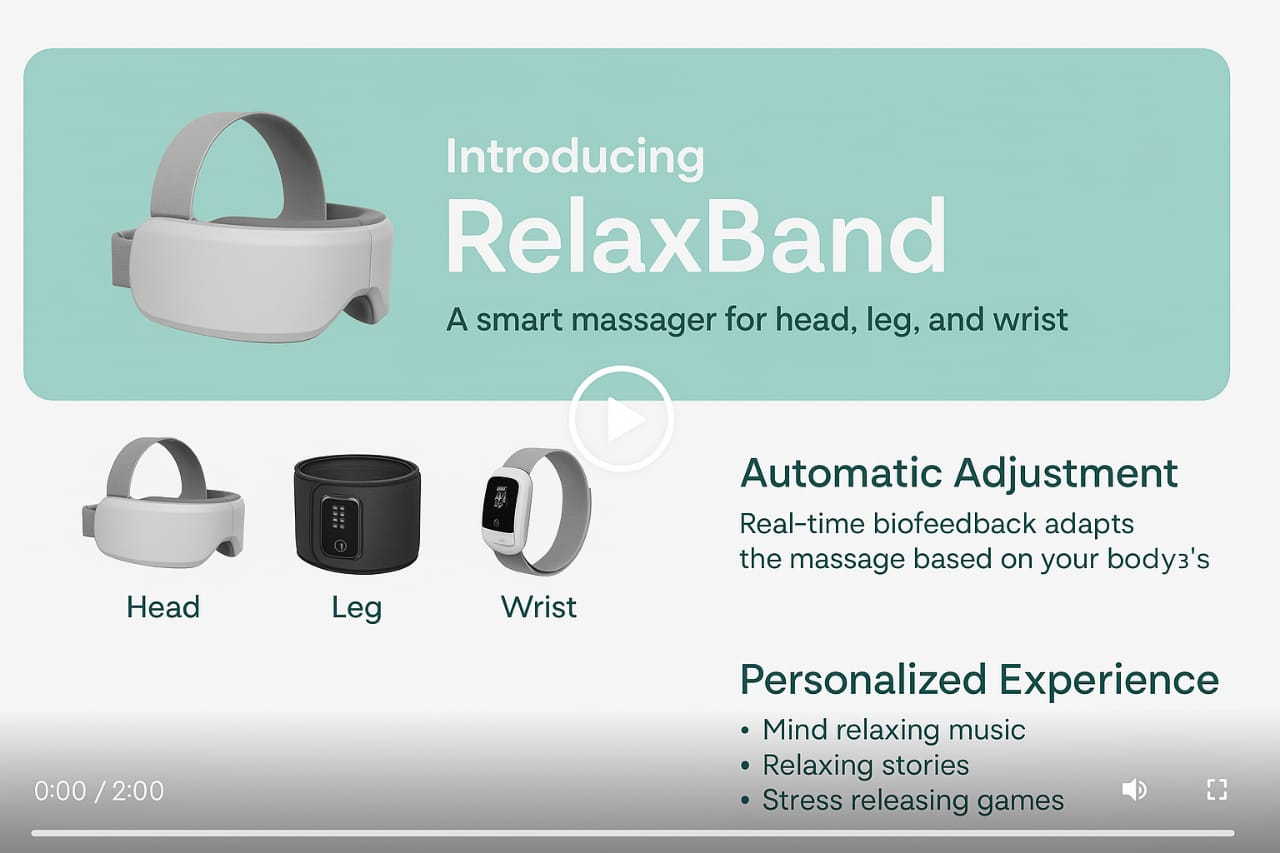 Introducing
RelaxBand
A smart massager for head, leg, and wrist
Head
Leg
Wrist
Automatic Adjustment
Real-time biofeedback adapts
the massage based on your bodyɜ's
Personalized Experience
• Mind relaxing music
• Relaxing stories
• Stress releasing games
0:00 / 2:00